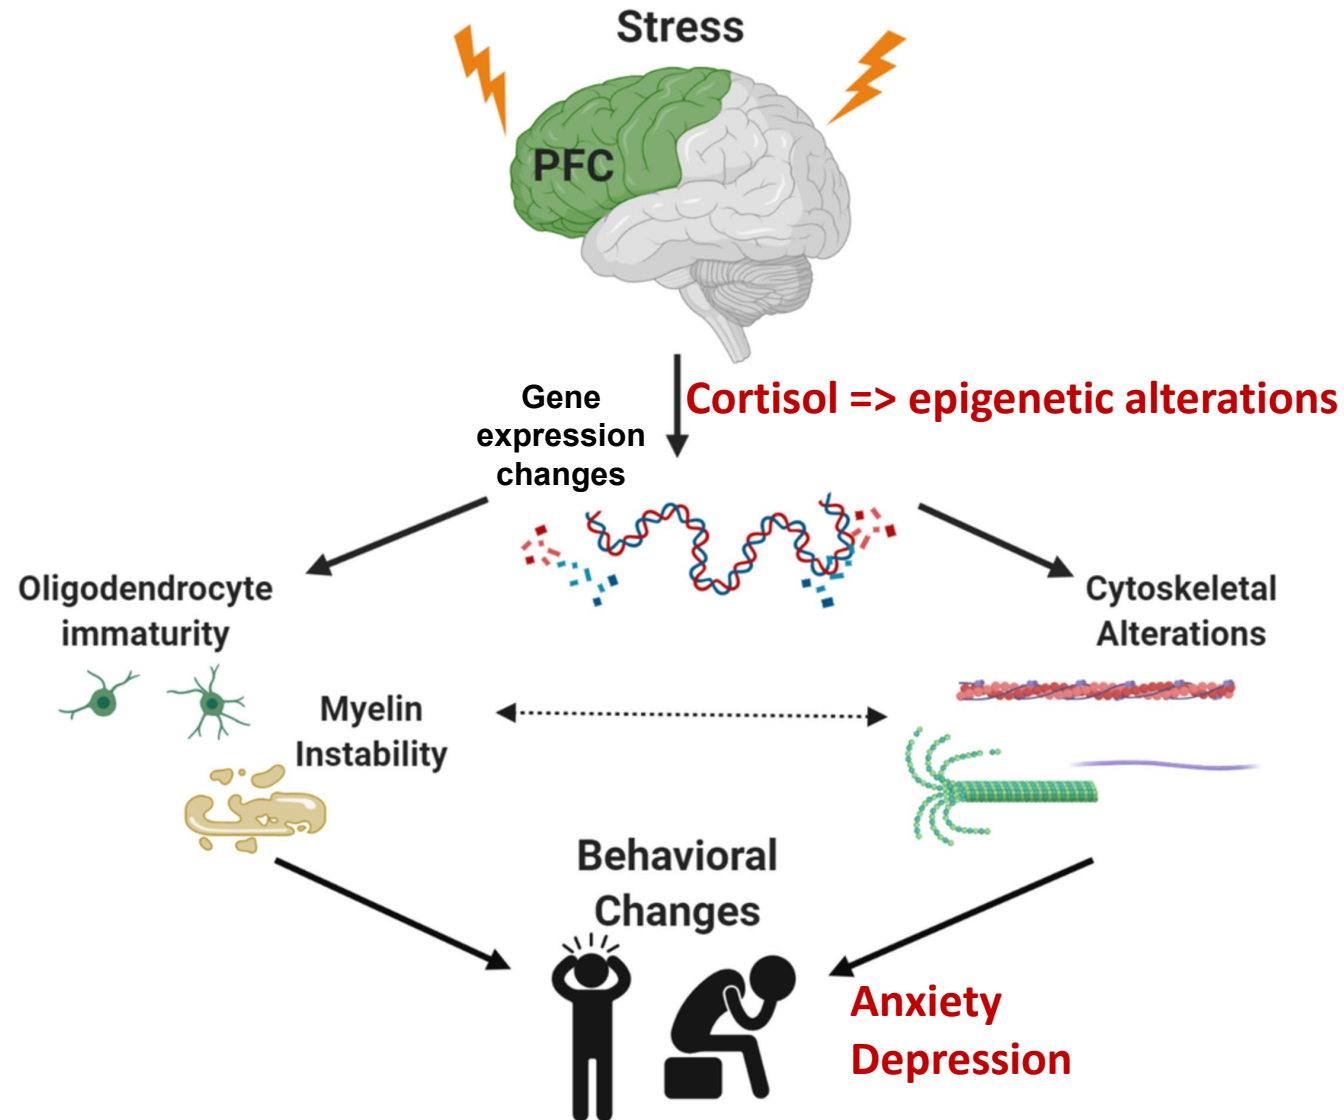 Stress
PFC
Gene
expression
changes
Cortisol => epigenetic alterations
Oligodendrocyte
immaturity
Cytoskeletal
Alterations
Myelin
Instability
Behavioral
Changes
Anxiety
Depression